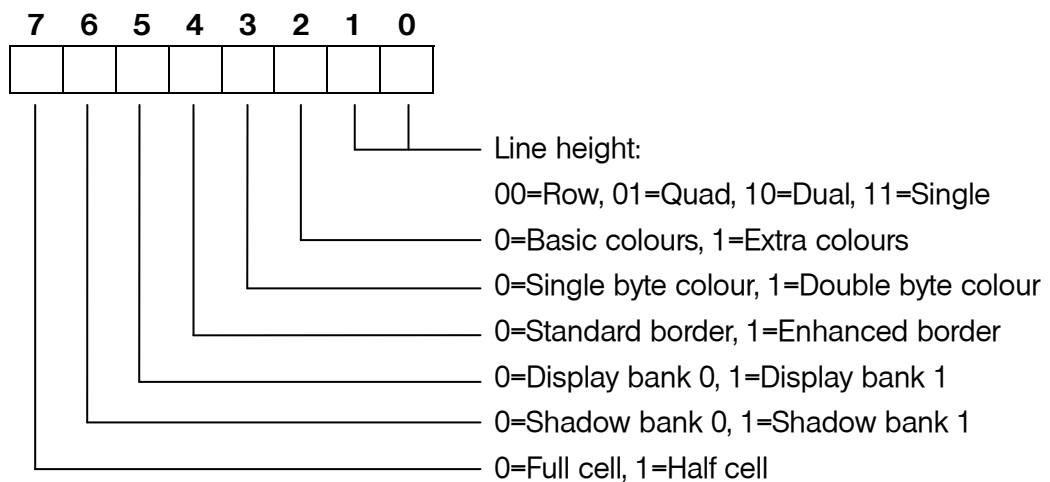 7 6 5 4 3 2 1 0
Line height:
00=Row, 01=Quad, 10=Dual, 11=Single
0=Basic colours, 1=Extra colours
0=Single byte colour, 1=Double byte colour
0=Standard border, 1=Enhanced border
0=Display bank 0, 1=Display bank 1
0=Shadow bank 0, 1=Shadow bank 1
0=Full cell, 1=Half cell